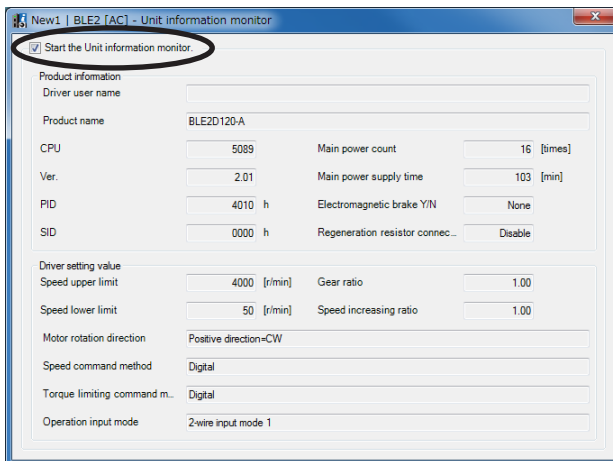 New1 | BLE2 [AC] - Unit information monitor
Start the Unit information monitor.
Product information
Driver user name
Product name BLE2D120-A
CPU 5089 Main power count 16 [times]
Ver. 2.01 Main power supply time 103 [min]
PID 4010 h Electromagnetic brake Y/N None
SID 0000 h Regeneration resistor connec... Disable
Driver setting value
Speed upper limit 4000 [r/min] Gear ratio 1.00
Speed lower limit 50 [r/min] Speed increasing ratio 1.00
Motor rotation direction Positive direction=CW
Speed command method Digital
Torque limiting command m... Digital
Operation input mode 2-wire input mode 1